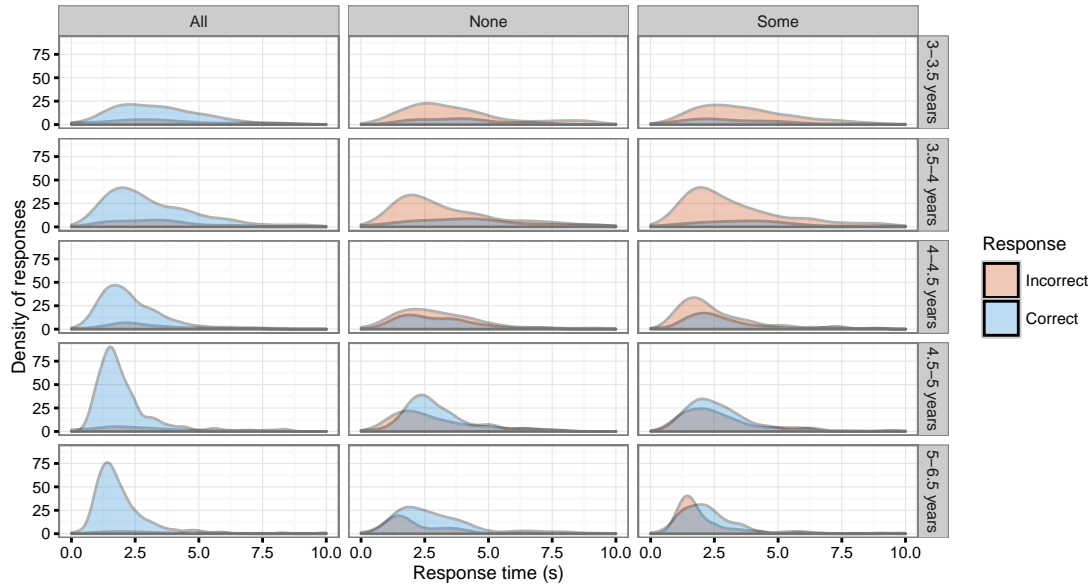 All None Some
75
50
25
0
3−3.5 years
75
50
25
0
3.5−4 years
75
50
25
0
4−4.5 years
75
50
25
0
4.5−5 years
75
50
25
0
5−6.5 years
0.0 2.5 5.0 7.5 10.0 0.0 2.5 5.0 7.5 10.0 0.0 2.5 5.0 7.5 10.0
Response time (s)
Density of responses
Response
Incorrect
Correct